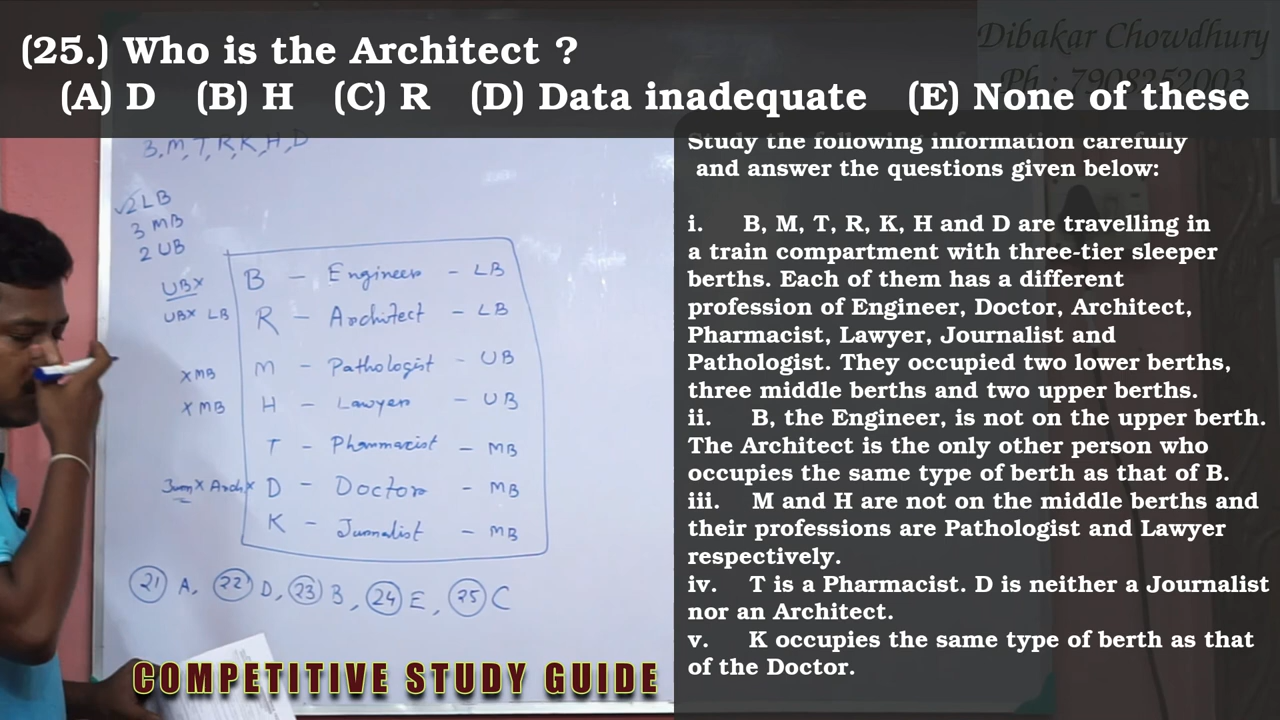 (25.) Who is the Architect ?
(A) D (B) H (C) R (D) Data inadequate (E) None of these
Dibakar Chowdhury
Ph : 7908252003
Study the following information carefully
and answer the questions given below:
i. B, M, T, R, K, H and D are travelling in
a train compartment with three-tier sleeper
berths. Each of them has a different
profession of Engineer, Doctor, Architect,
Pharmacist, Lawyer, Journalist and
Pathologist. They occupied two lower berths,
three middle berths and two upper berths.
ii. B, the Engineer, is not on the upper berth.
The Architect is the only other person who
occupies the same type of berth as that of B.
iii. M and H are not on the middle berths and
their professions are Pathologist and Lawyer
respectively.
iv. T is a Pharmacist. D is neither a Journalist
nor an Architect.
v. K occupies the same type of berth as that
of the Doctor.
B, M, T, R, K, H, D
✓2 LB
3 MB
2 UB
UBx B - Engineer - LB
UBx LB R - Architect - LB
x MB M - Pathologist - UB
x MB H - Lawyer - UB
T - Pharmacist - MB
Jurn x Arch x D - Doctor - MB
K - Jurnalist - MB
21 A, 22 D, 23 B, 24 E, 25 C
COMPETITIVE STUDY GUIDE